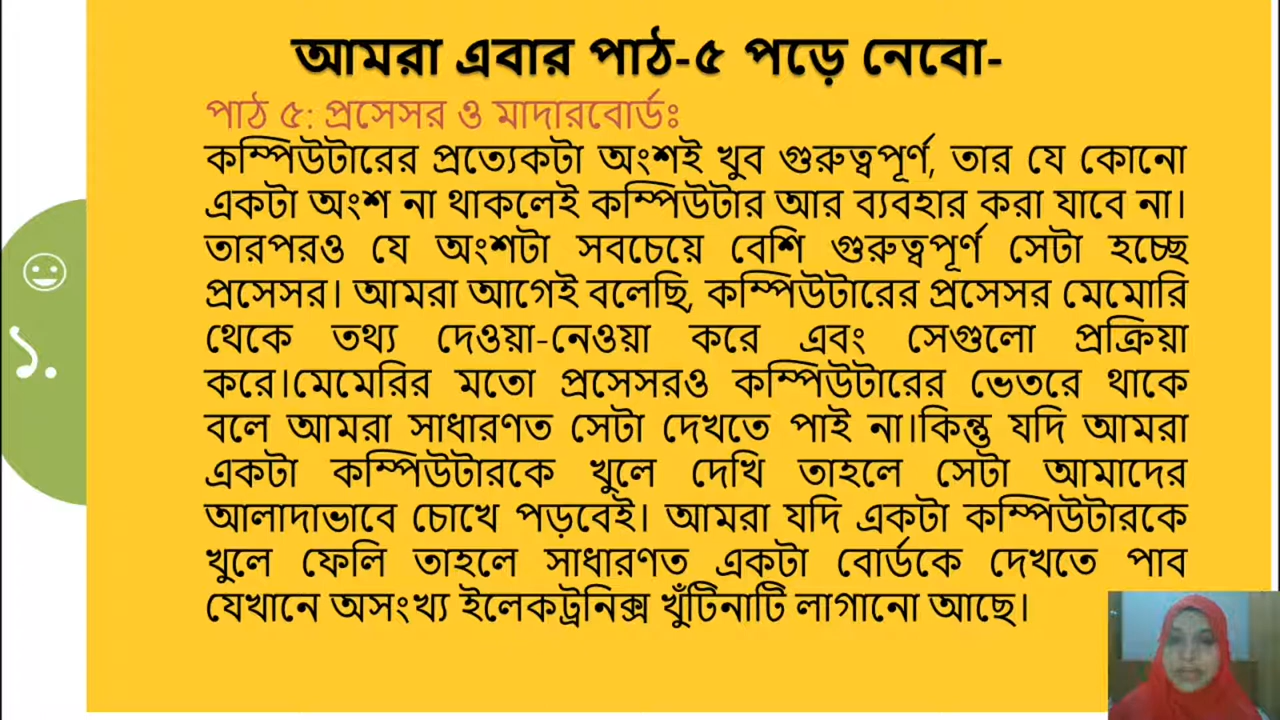 আমরা এবার পাঠ-৫ পড়ে নেবো-
পাঠ ৫: প্রসেসর ও মাদারবোর্ডঃ
কম্পিউটারের প্রত্যেকটা অংশই খুব গুরুত্বপূর্ণ, তার যে কোনো
একটা অংশ না থাকলেই কম্পিউটার আর ব্যবহার করা যাবে না।
তারপরও যে অংশটা সবচেয়ে বেশি গুরুত্বপূর্ণ সেটা হচ্ছে
প্রসেসর। আমরা আগেই বলেছি, কম্পিউটারের প্রসেসর মেমোরি
থেকে তথ্য দেওয়া-নেওয়া করে এবং সেগুলো প্রক্রিয়া
করে।মেমেরির মতো প্রসেসরও কম্পিউটারের ভেতরে থাকে
বলে আমরা সাধারণত সেটা দেখতে পাই না।কিন্তু যদি আমরা
একটা কম্পিউটারকে খুলে দেখি তাহলে সেটা আমাদের
আলাদাভাবে চোখে পড়বেই। আমরা যদি একটা কম্পিউটারকে
খুলে ফেলি তাহলে সাধারণত একটা বোর্ডকে দেখতে পাব
যেখানে অসংখ্য ইলেকট্রনিক্স খুঁটিনাটি লাগানো আছে।